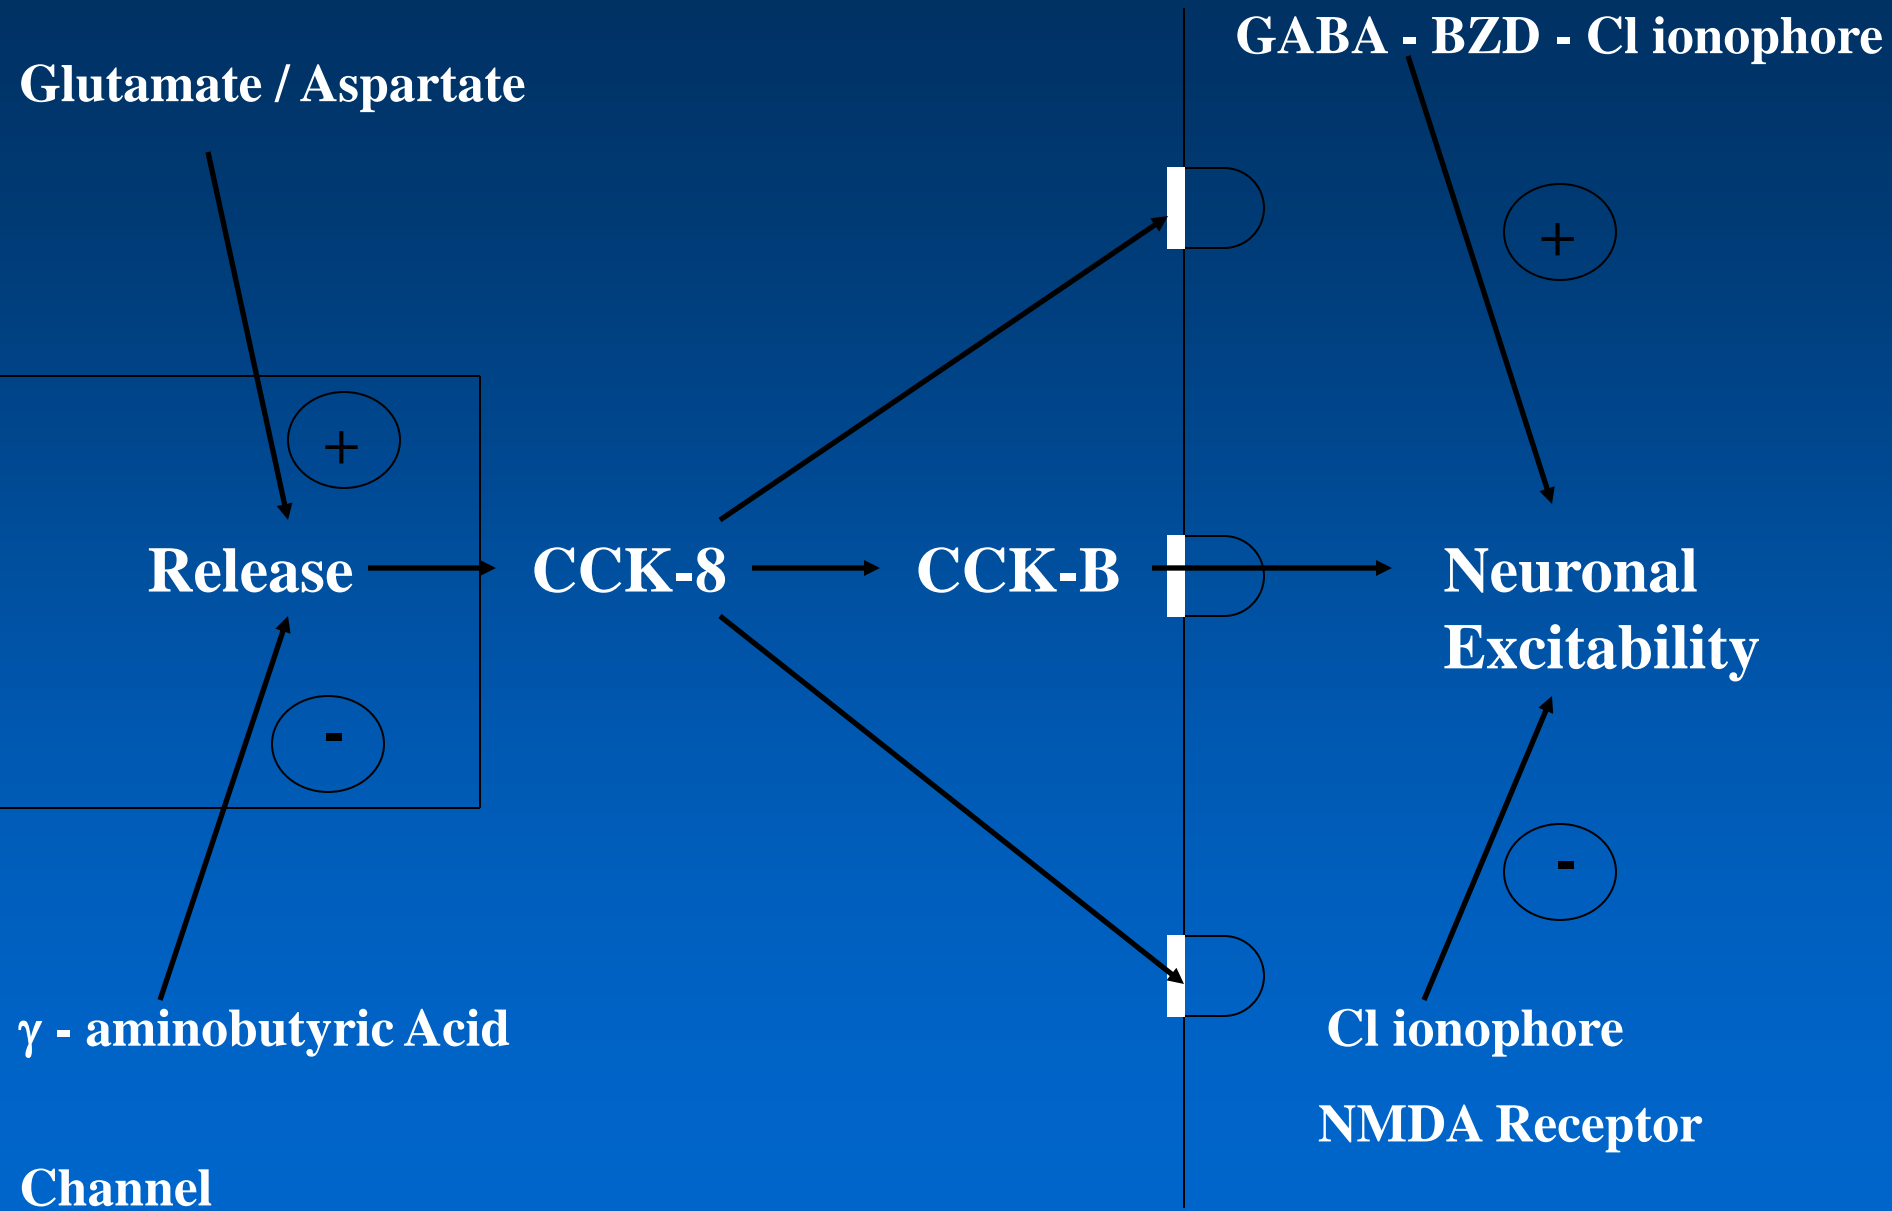 GABA - BZD - Cl ionophore
Glutamate / Aspartate
+
+
Release
CCK-8
CCK-B
Neuronal
Excitability
-
-
γ - aminobutyric Acid
Cl ionophore
NMDA Receptor
Channel